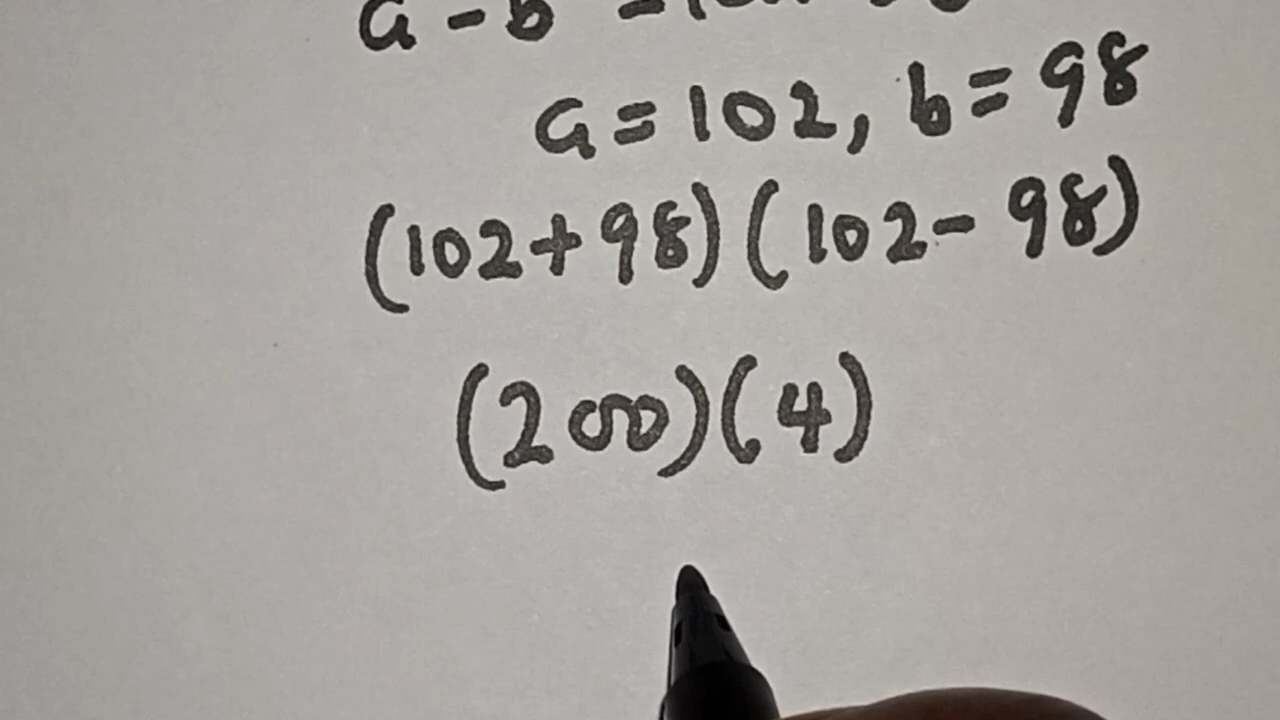 a - b =
a = 102, b = 98
(102+98)(102-98)
(200)(4)